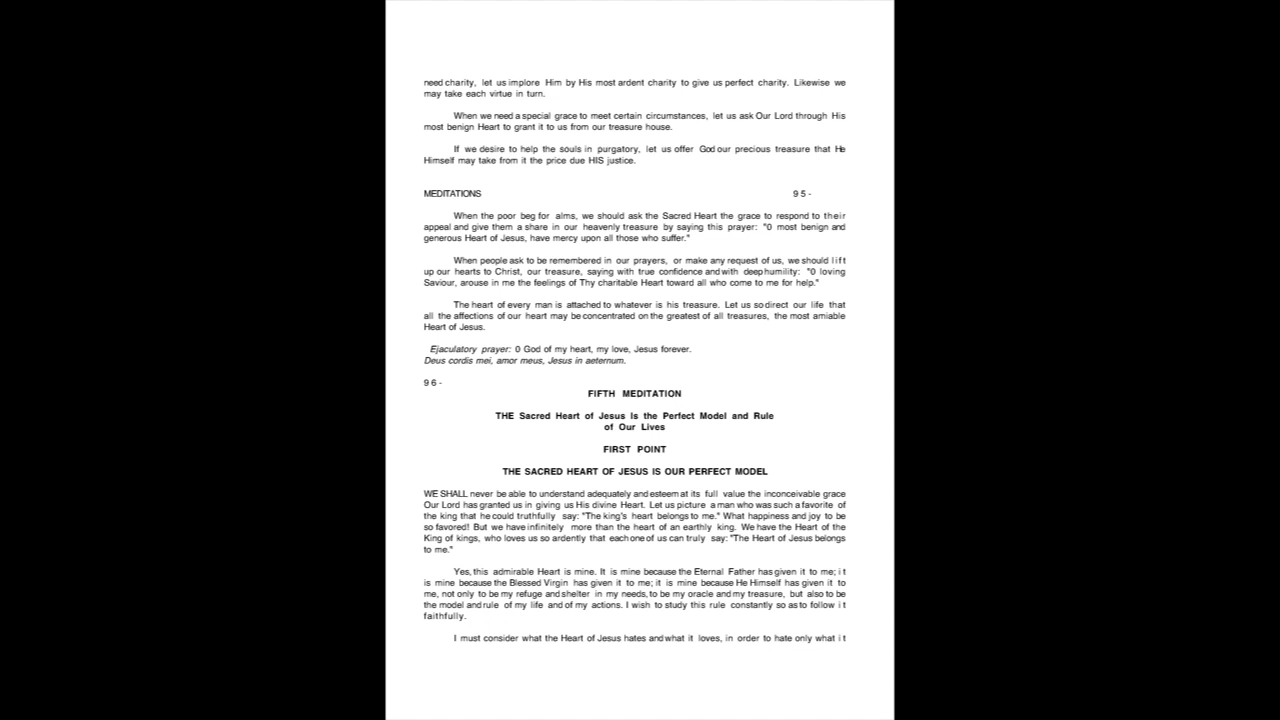 need charity, let us implore Him by His most ardent charity to give us perfect charity. Likewise we
may take each virtue in turn.
When we need a special grace to meet certain circumstances, let us ask Our Lord through His
most benign Heart to grant it to us from our treasure house.
If we desire to help the souls in purgatory, let us offer God our precious treasure that He
Himself may take from it the price due HIS justice.
MEDITATIONS 95-
When the poor beg for alms, we should ask the Sacred Heart the grace to respond to their
appeal and give them a share in our heavenly treasure by saying this prayer: "0 most benign and
generous Heart of Jesus, have mercy upon all those who suffer."
When people ask to be remembered in our prayers, or make any request of us, we should lift
up our hearts to Christ, our treasure, saying with true confidence and with deep humility: "0 loving
Saviour, arouse in me the feelings of Thy charitable Heart toward all who come to me for help."
The heart of every man is attached to whatever is his treasure. Let us so direct our life that
all the affections of our heart may be concentrated on the greatest of all treasures, the most amiable
Heart of Jesus.
Ejaculatory prayer: 0 God of my heart, my love, Jesus forever.
Deus cordis mei, amor meus, Jesus in aeternum.
96-
FIFTH MEDITATION
THE Sacred Heart of Jesus Is the Perfect Model and Rule
of Our Lives
FIRST POINT
THE SACRED HEART OF JESUS IS OUR PERFECT MODEL
WE SHALL never be able to understand adequately and esteem at its full value the inconceivable grace
Our Lord has granted us in giving us His divine Heart. Let us picture a man who was such a favorite of
the king that he could truthfully say: "The king's heart belongs to me." What happiness and joy to be
so favored! But we have infinitely more than the heart of an earthly king. We have the Heart of the
King of kings, who loves us so ardently that each one of us can truly say: "The Heart of Jesus belongs
to me."
Yes, this admirable Heart is mine. It is mine because the Eternal Father has given it to me; it
is mine because the Blessed Virgin has given it to me; it is mine because He Himself has given it to
me, not only to be my refuge and shelter in my needs, to be my oracle and my treasure, but also to be
the model and rule of my life and of my actions. I wish to study this rule constantly so as to follow it
faithfully.
I must consider what the Heart of Jesus hates and what it loves, in order to hate only what it